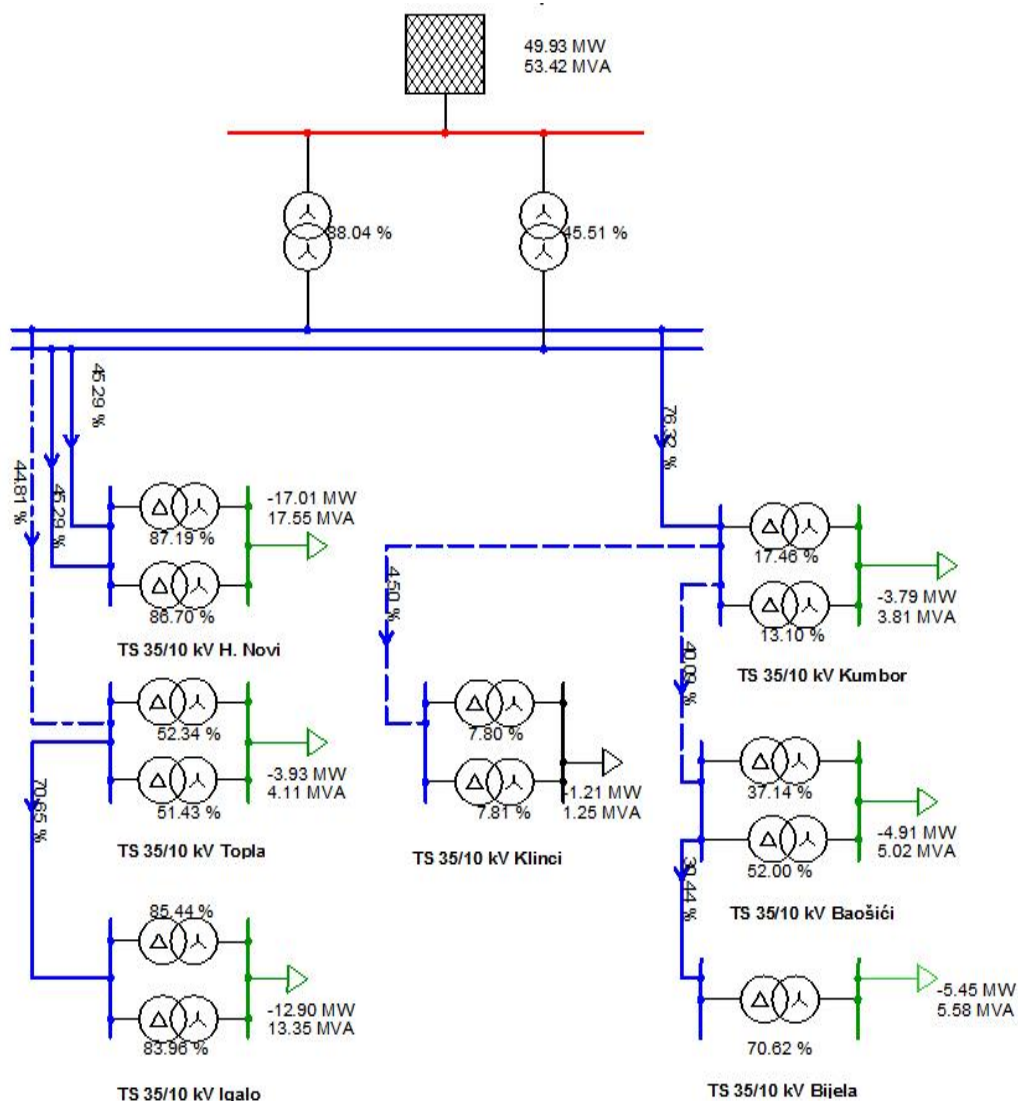 49.93 MW
53.42 MVA
88.04 %
45.51 %
45.29 %
76.32 %
44.81 %
45.29 %
-17.01 MW
17.55 MVA
87.19 %
86.70 %
TS 35/10 kV H. Novi
4.50 %
17.46 %
-3.79 MW
3.81 MVA
13.10 %
TS 35/10 kV Kumbor
40.09 %
52.34 %
-3.93 MW
4.11 MVA
51.43 %
TS 35/10 kV Topla
70.65 %
7.80 %
-1.21 MW
1.25 MVA
7.81 %
TS 35/10 kV Klinci
37.14 %
-4.91 MW
5.02 MVA
52.00 %
TS 35/10 kV Baošići
85.44 %
-12.90 MW
13.35 MVA
83.96 %
TS 35/10 kV Igalo
-5.45 MW
5.58 MVA
70.62 %
TS 35/10 kV Bijela